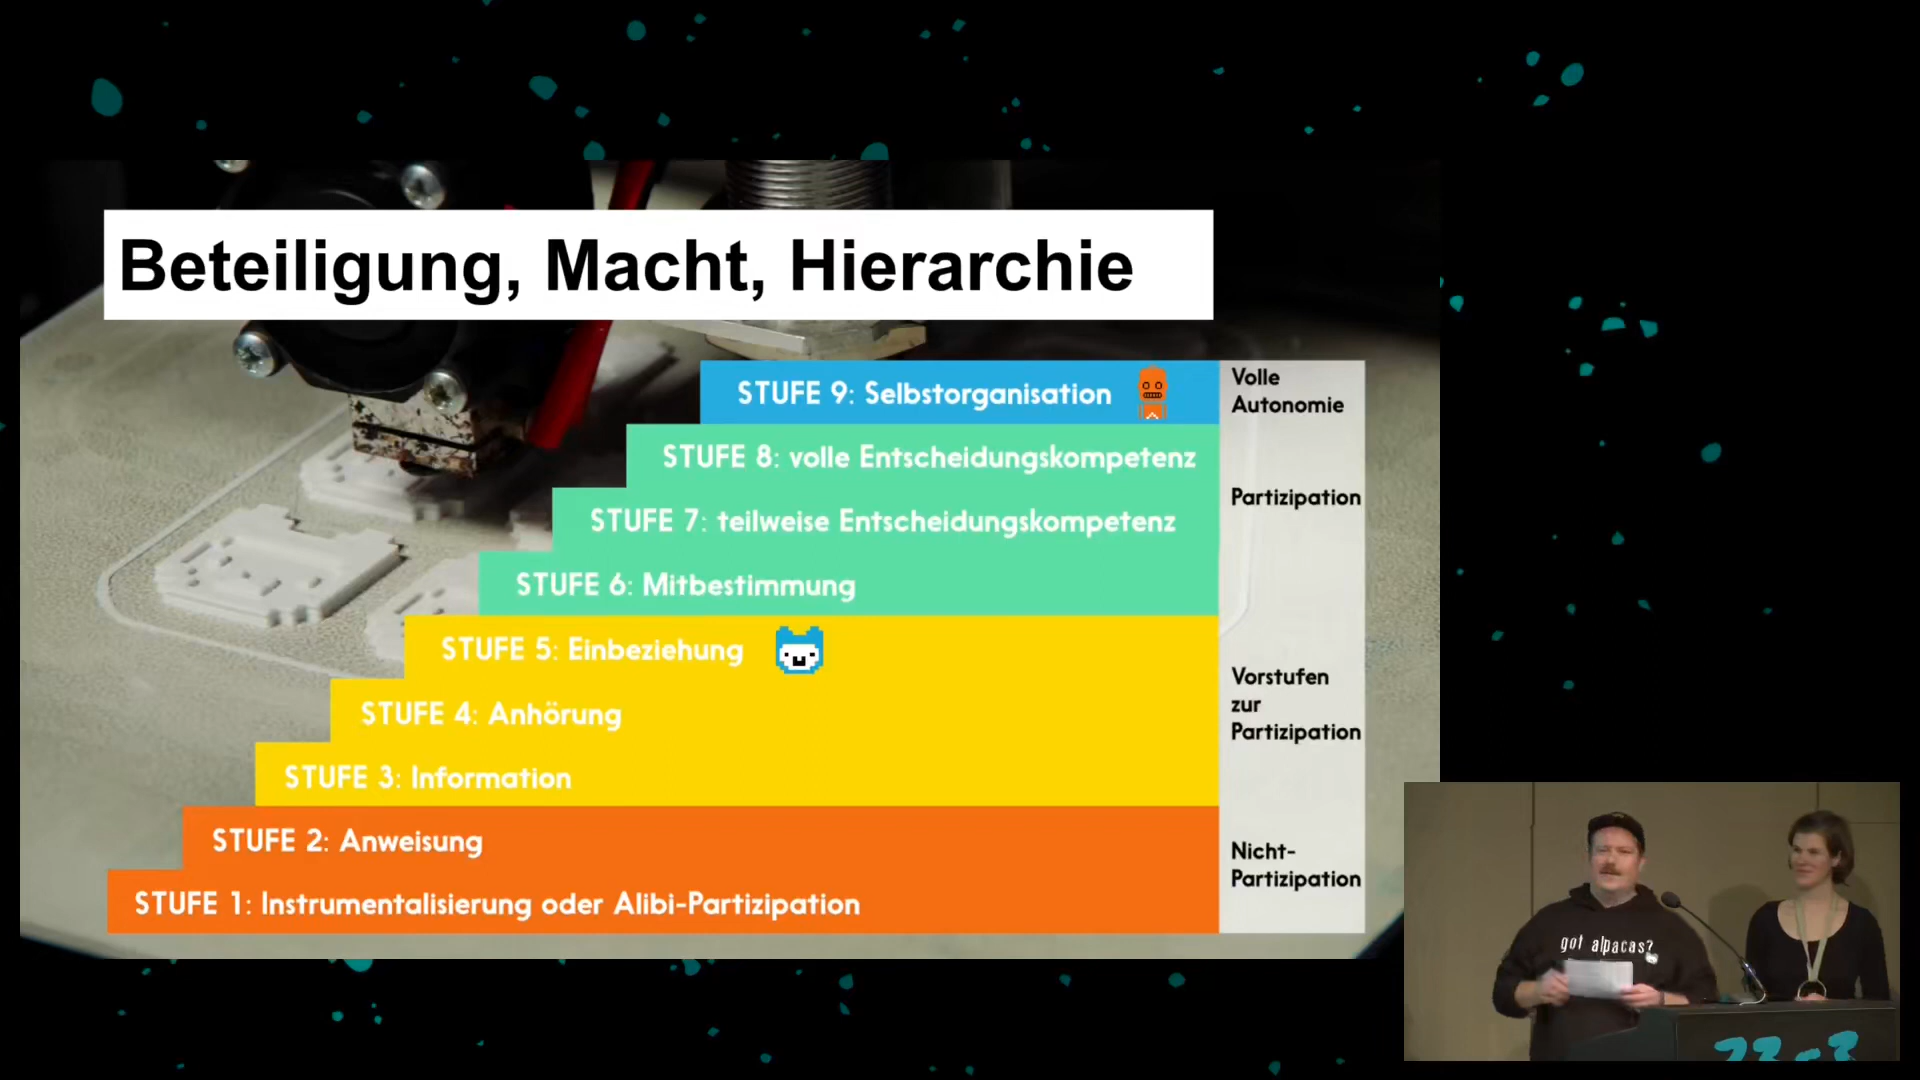 Beteiligung, Macht, Hierarchie
STUFE 9: Selbstorganisation
Volle
Autonomie
STUFE 8: volle Entscheidungskompetenz
STUFE 7: teilweise Entscheidungskompetenz
Partizipation
STUFE 6: Mitbestimmung
STUFE 5: Einbeziehung
STUFE 4: Anhörung
STUFE 3: Information
Vorstufen
zur
Partizipation
STUFE 2: Anweisung
STUFE 1: Instrumentalisierung oder Alibi-Partizipation
Nicht-
Partizipation
got alpacas?